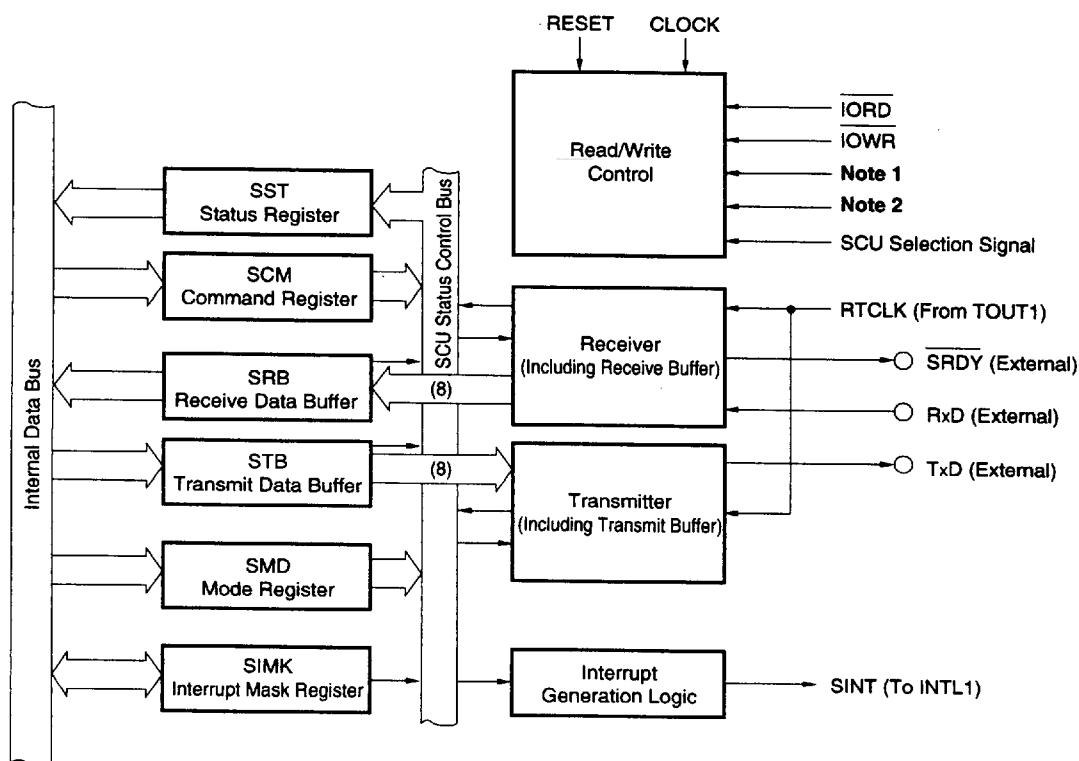 RESET CLOCK
Read/Write
Control
IORD
IOWR
Note 1
Note 2
SCU Selection Signal
Internal Data Bus
SCU Status Control Bus
SST
Status Register
SCM
Command Register
SRB
Receive Data Buffer
(8)
STB
Transmit Data Buffer
(8)
SMD
Mode Register
SIMK
Interrupt Mask Register
Receiver
(Including Receive Buffer)
RTCLK (From TOUT1)
SRDY (External)
RxD (External)
Transmitter
(Including Transmit Buffer)
TxD (External)
Interrupt
Generation Logic
SINT (To INTL1)